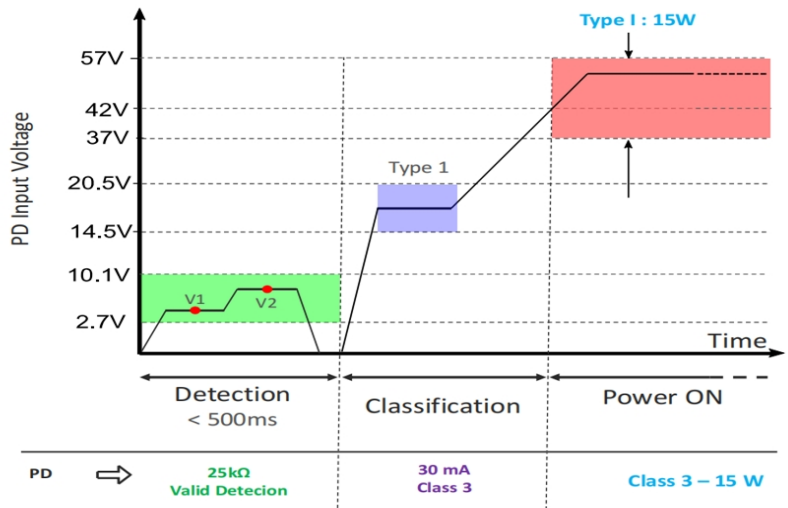 Type I : 15W
57V
42V
37V
20.5V
14.5V
10.1V
2.7V
PD Input Voltage
Type 1
V1
V2
Time
Detection
< 500ms
Classification
Power ON
PD
25kΩ
Valid Detecion
30 mA
Class 3
Class 3 – 15 W